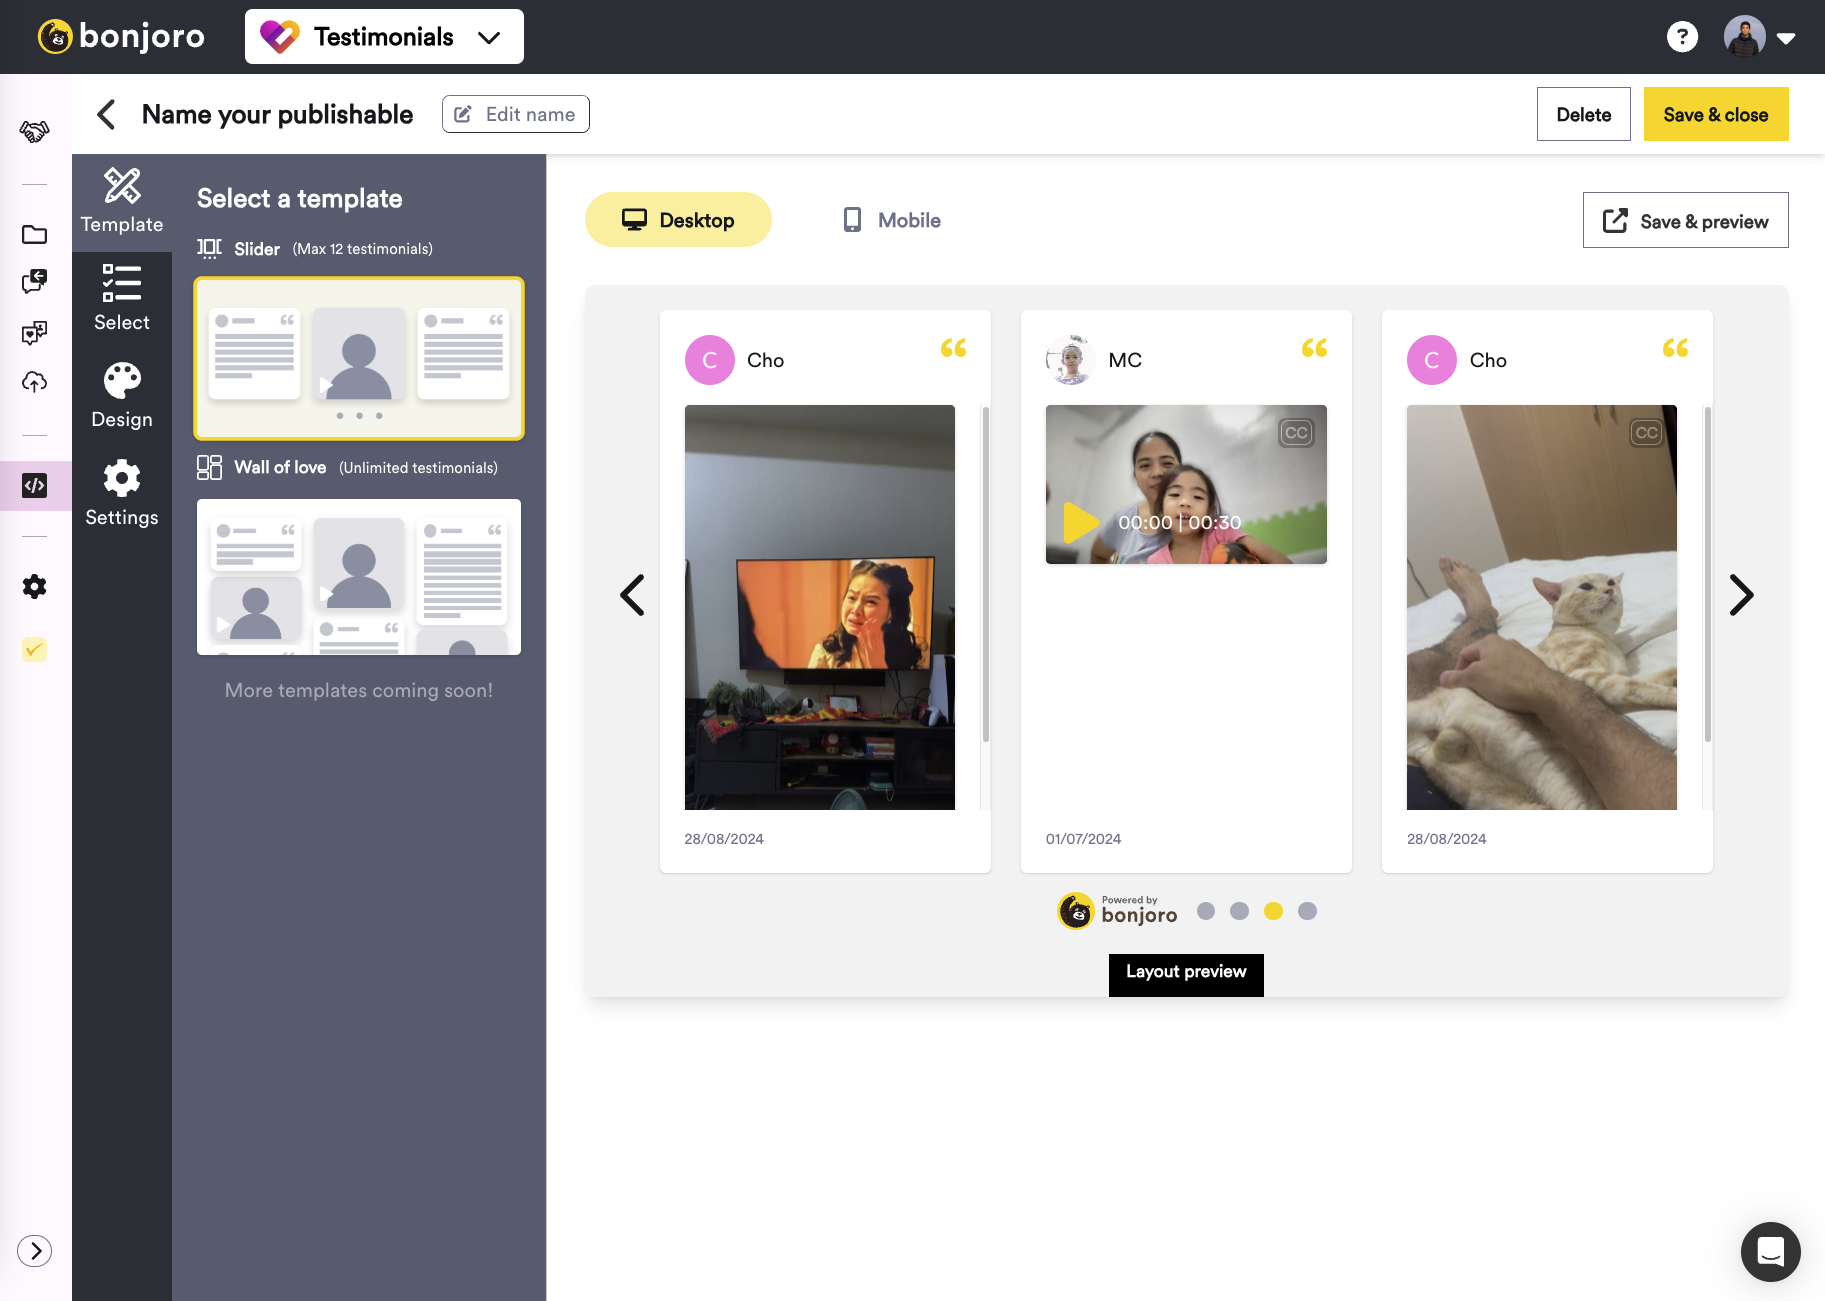 bonjoro
Testimonials
?
Name your publishable
Edit name
Delete
Save & close
Template
Select
Design
Settings
Select a template
Slider (Max 12 testimonials)
Wall of love (Unlimited testimonials)
More templates coming soon!
Desktop
Mobile
Save & preview
C Cho
28/08/2024
MC
CC
00:00 | 00:30
01/07/2024
C Cho
CC
28/08/2024
Powered by
bonjoro
Layout preview